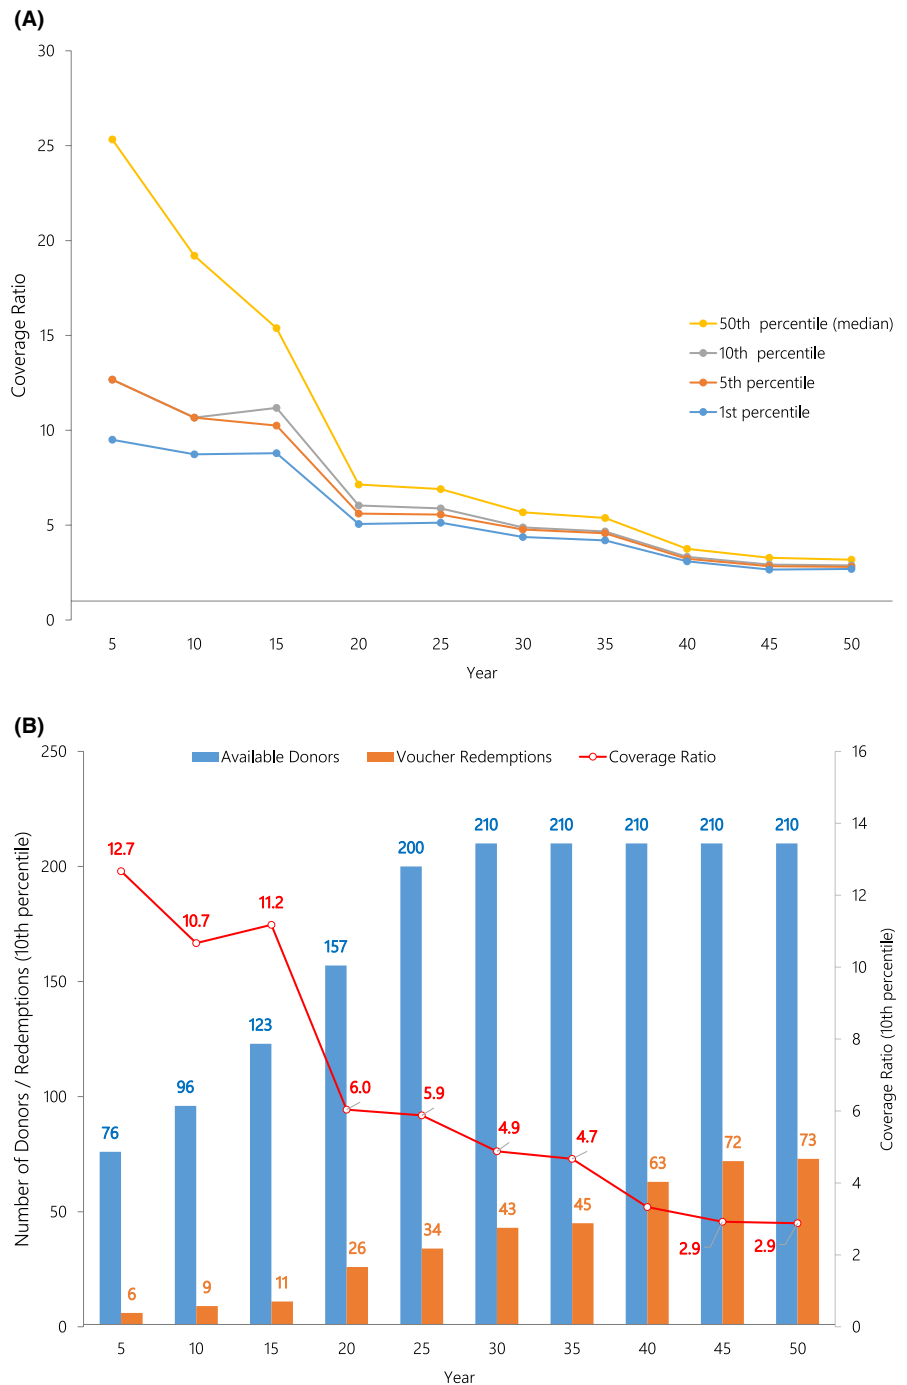 (A)
30
25
20
15
10
5
0
Coverage Ratio
50th percentile (median)
10th percentile
5th percentile
1st percentile
5 10 15 20 25 30 35 40 45 50
Year
(B)
Available Donors Voucher Redemptions Coverage Ratio
250
200
150
100
50
0
Number of Donors / Redemptions (10th percentile)
16
14
12
10
8
6
4
2
0
Coverage Ratio (10th percentile)
12.7 10.7 11.2 6.0 5.9 4.9 4.7 2.9 2.9
76 96 123 157 200 210 210 210 210 210
6 9 11 26 34 43 45 63 72 73
5 10 15 20 25 30 35 40 45 50
Year